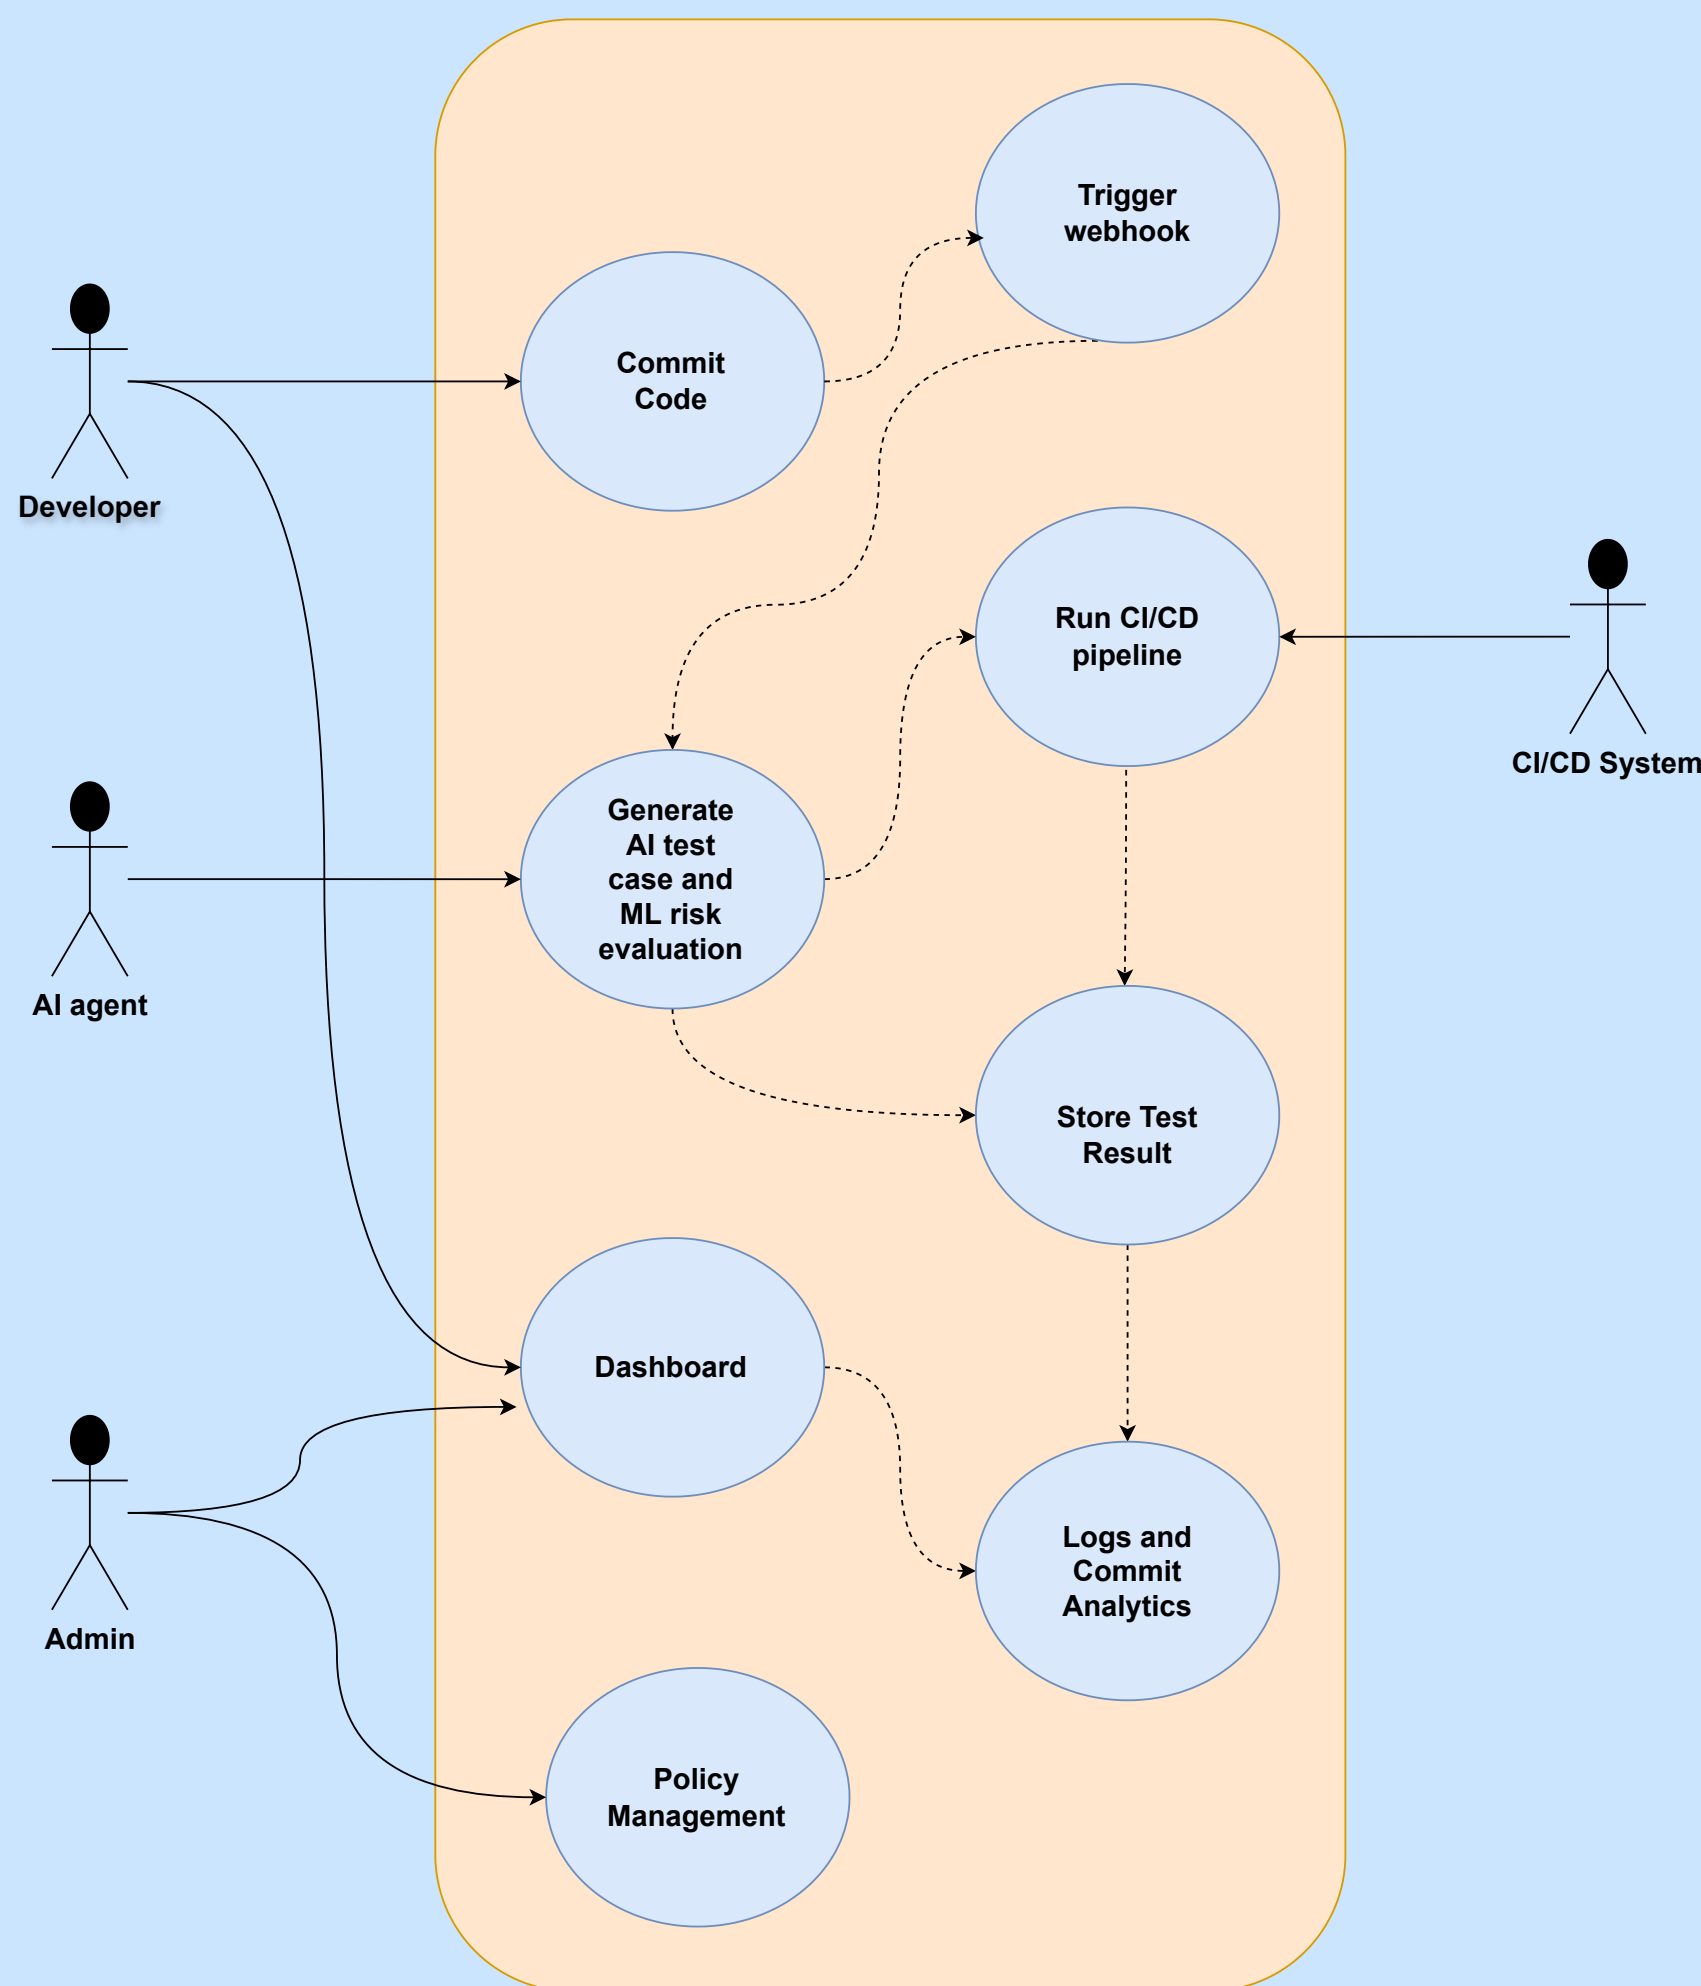 Trigger
webhook
Commit
Code
Developer
Run CI/CD
pipeline
CI/CD System
Generate
AI test
case and
ML risk
evaluation
AI agent
Store Test
Result
Dashboard
Logs and
Commit
Analytics
Admin
Policy
Management